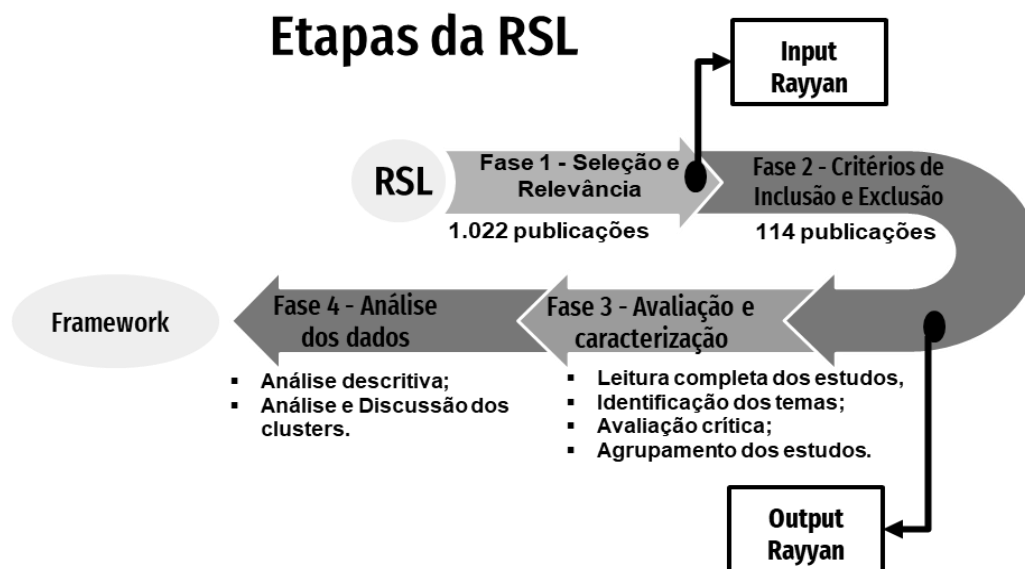 Etapas da RSL
Input
Rayyan
RSL
Fase 1 - Seleção e
Relevância
1.022 publicações
Fase 2 - Critérios de
Inclusão e Exclusão
114 publicações
Fase 3 - Avaliação e
caracterização
▪ Leitura completa dos estudos,
▪ Identificação dos temas;
▪ Avaliação crítica;
▪ Agrupamento dos estudos.
Fase 4 - Análise
dos dados
▪ Análise descritiva;
▪ Análise e Discussão dos
clusters.
Framework
Output
Rayyan